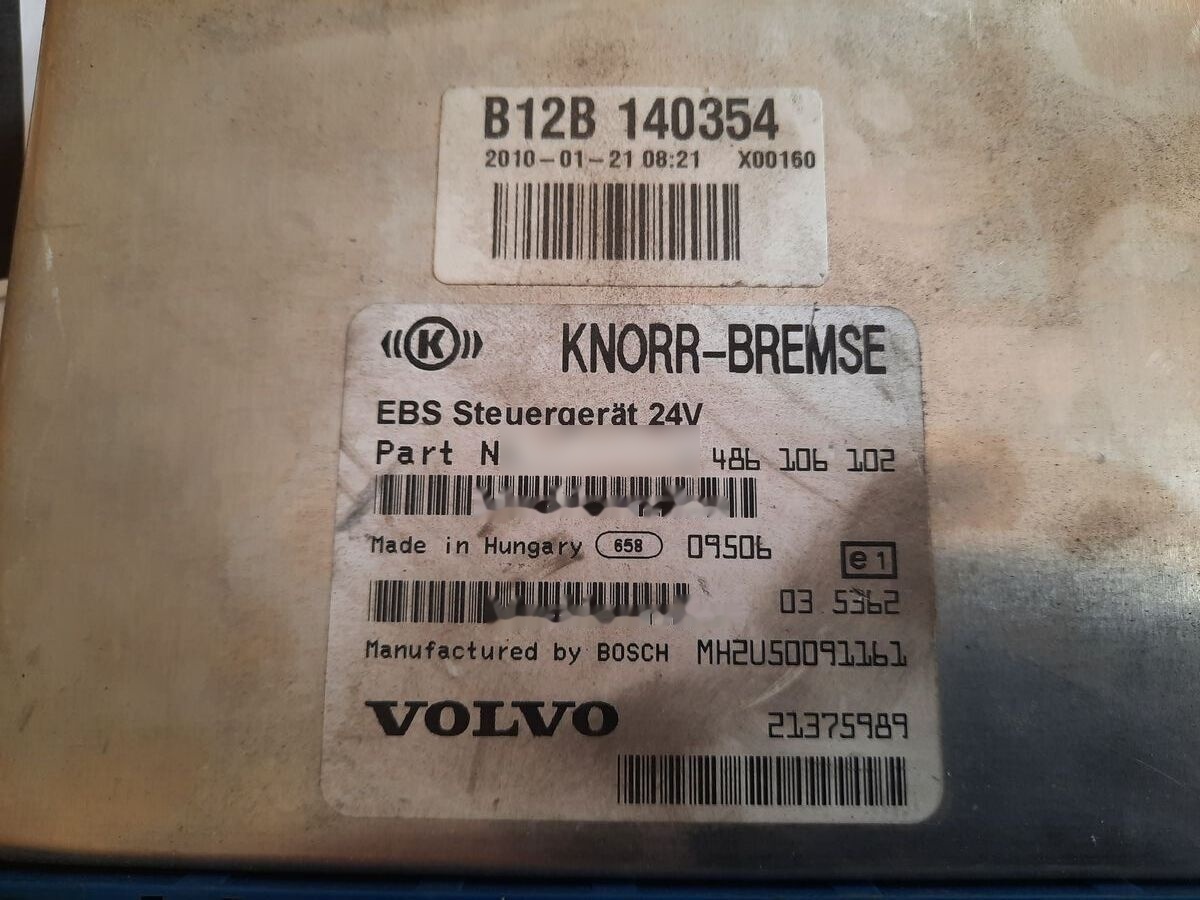 B12B 140354
2010-01-21 08:21 X00160
K KNORR-BREMSE
EBS Steuergerät 24V
Part N 486 106 102
Made in Hungary 658 09506
e1
03 5362
Manufactured by BOSCH MH2U50091161
VOLVO 21375989